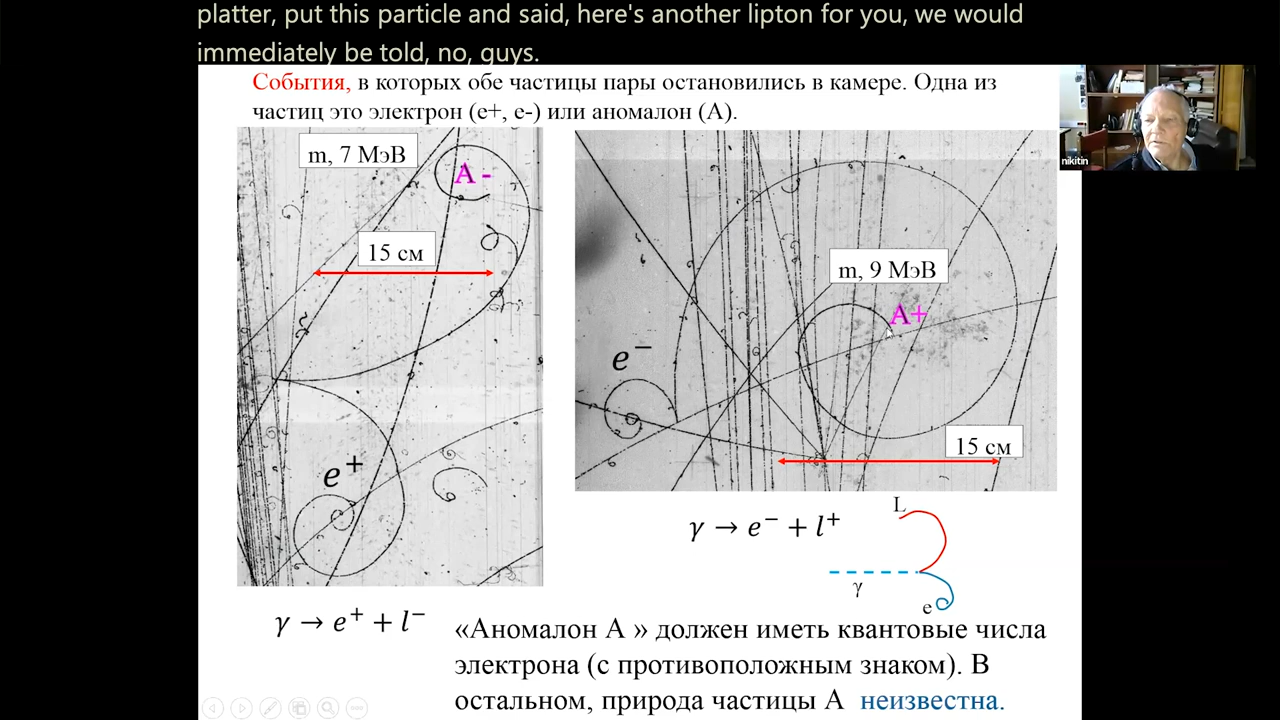 platter, put this particle and said, here's another lipton for you, we would
immediately be told, no, guys.
События, в которых обе частицы пары остановились в камере. Одна из
частиц это электрон (e+, e-) или аномалон (А).
m, 7 МэВ
A -
15 см
e⁺
γ → e⁺ + l⁻
m, 9 МэВ
A+
e⁻
15 см
γ → e⁻ + l⁺
L
γ
e
«Аномалон А » должен иметь квантовые числа
электрона (с противоположным знаком). В
остальном, природа частицы А неизвестна.
nikitin